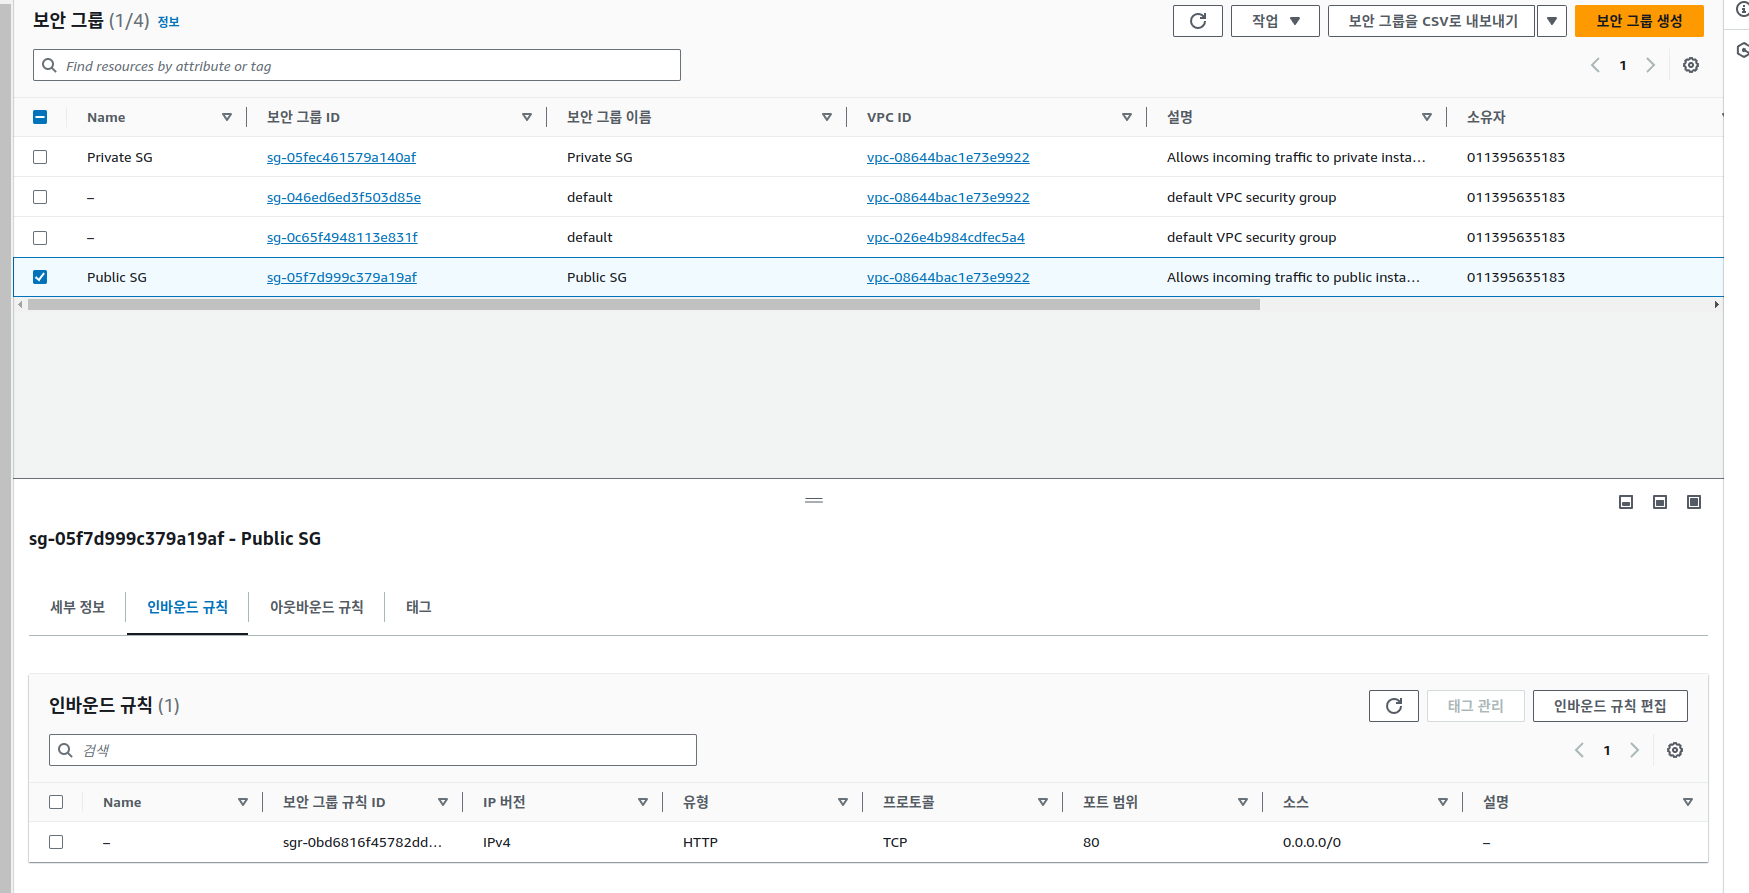 보안 그룹 (1/4) 정보
작업
보안 그룹을 CSV로 내보내기
보안 그룹 생성
Find resources by attribute or tag
1
Name 보안 그룹 ID 보안 그룹 이름 VPC ID 설명 소유자
Private SG sg-05fec461579a140af Private SG vpc-08644bac1e73e9922 Allows incoming traffic to private insta… 011395635183
– sg-046ed6ed3f503d85e default vpc-08644bac1e73e9922 default VPC security group 011395635183
– sg-0c65f4948113e831f default vpc-026e4b984cdfec5a4 default VPC security group 011395635183
Public SG sg-05f7d999c379a19af Public SG vpc-08644bac1e73e9922 Allows incoming traffic to public insta… 011395635183
sg-05f7d999c379a19af - Public SG
세부 정보 인바운드 규칙 아웃바운드 규칙 태그
인바운드 규칙 (1)
태그 관리
인바운드 규칙 편집
검색
1
Name 보안 그룹 규칙 ID IP 버전 유형 프로토콜 포트 범위 소스 설명
– sgr-0bd6816f45782dd… IPv4 HTTP TCP 80 0.0.0.0/0 –